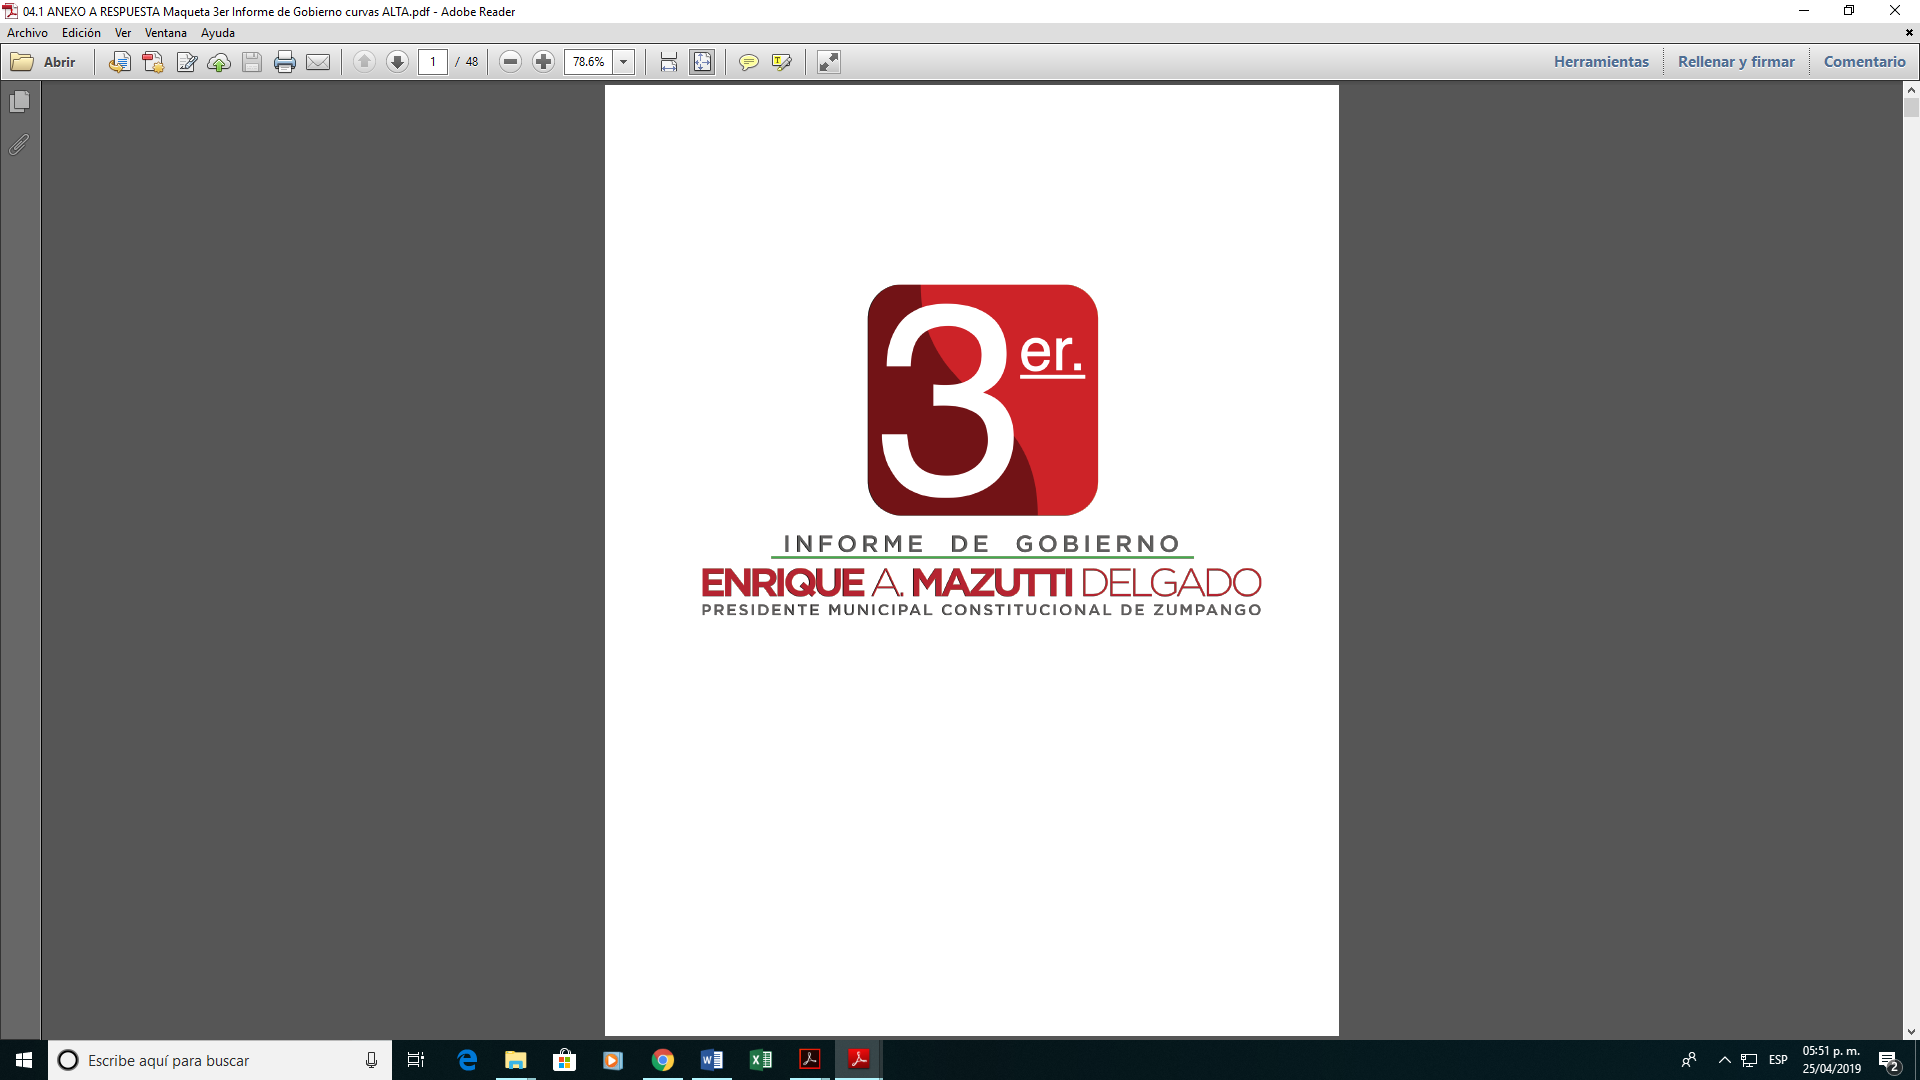 04.1 ANEXO A RESPUESTA Maqueta 3er Informe de Gobierno curvas ALTA.pdf - Adobe Reader
Archivo Edición Ver Ventana Ayuda
Abrir 1 / 48 78.6% Herramientas Rellenar y firmar Comentario
3er.
INFORME DE GOBIERNO
ENRIQUE A. MAZUTTI DELGADO
PRESIDENTE MUNICIPAL CONSTITUCIONAL DE ZUMPANGO
Escribe aquí para buscar
ESP
05:51 p. m.
25/04/2019
2